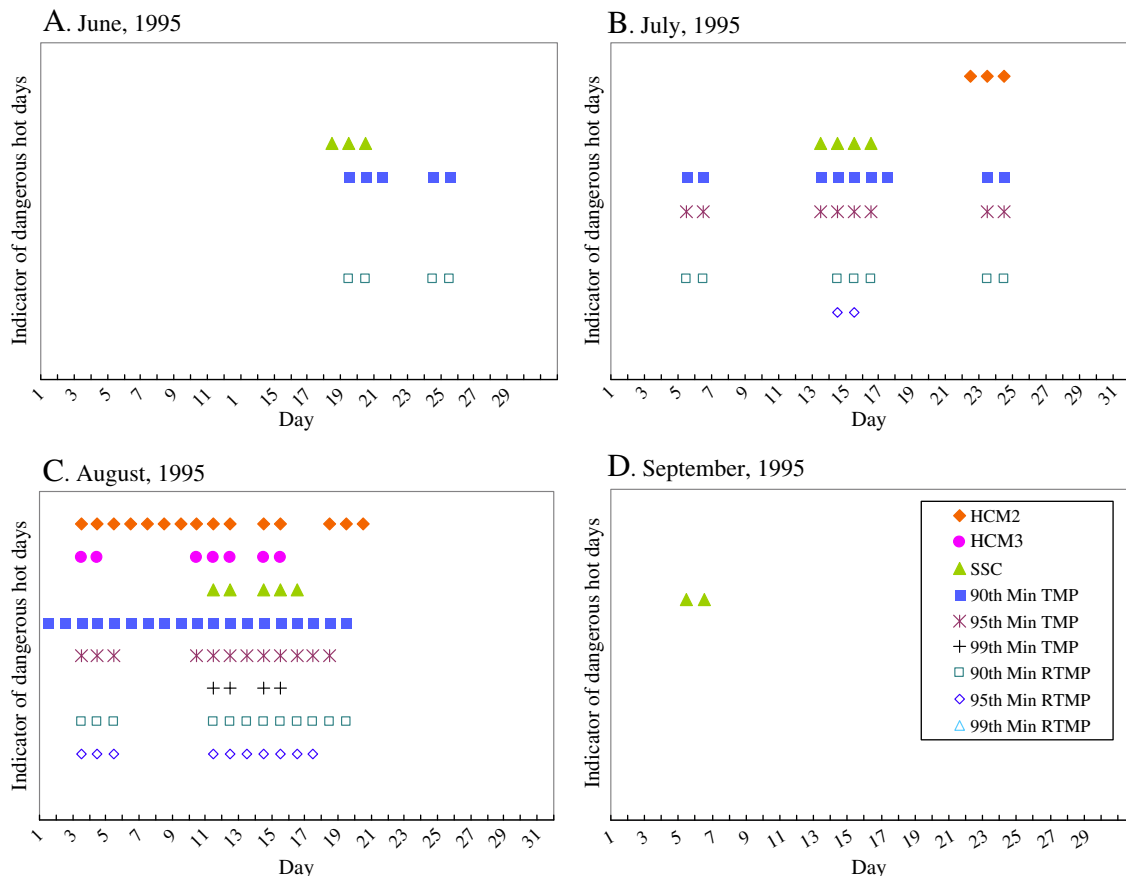 A. June, 1995
Indicator of dangerous hot days
1 3 5 7 9 11 1 15 17 19 21 23 25 27 29
Day
B. July, 1995
Indicator of dangerous hot days
1 3 5 7 9 11 13 15 17 19 21 23 25 27 29 31
Day
C. August, 1995
Indicator of dangerous hot days
1 3 5 7 9 11 13 15 17 19 21 23 25 27 29 31
Day
D. September, 1995
Indicator of dangerous hot days
HCM2
HCM3
SSC
90th Min TMP
95th Min TMP
99th Min TMP
90th Min RTMP
95th Min RTMP
99th Min RTMP
1 3 5 7 9 11 13 15 17 19 21 23 25 27 29
Day